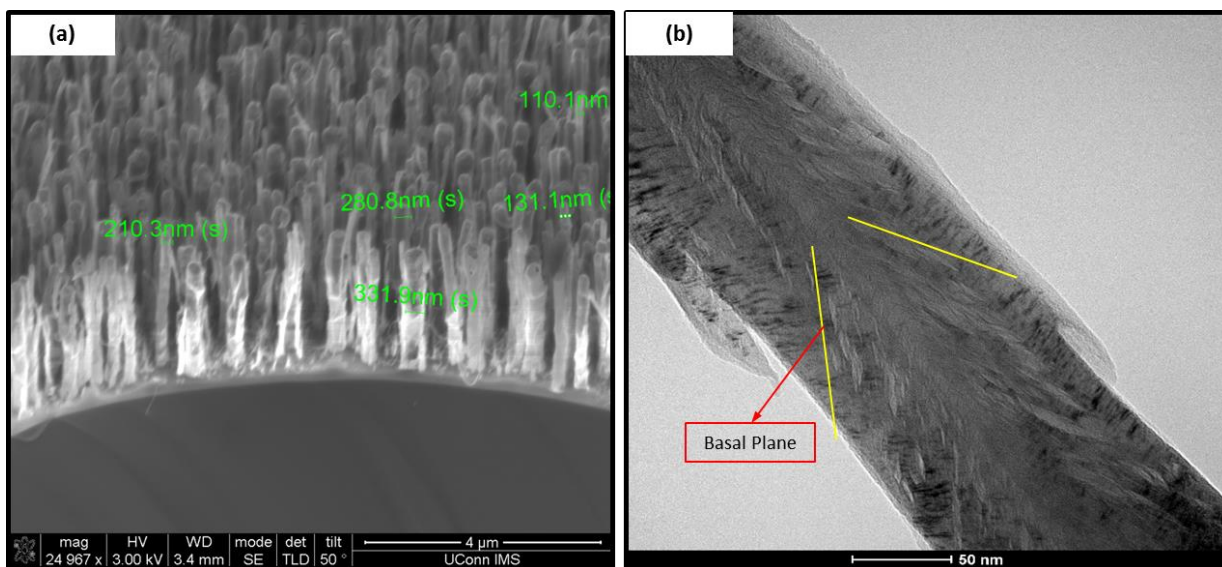 (a)
110.1nm
280.8nm (s)
131.1nm (s
210.3nm (s)
331.9nm (s)
mag HV WD mode det tilt 4 µm
24 967 x 3.00 kV 3.4 mm SE TLD 50 ° UConn IMS
(b)
Basal Plane
50 nm